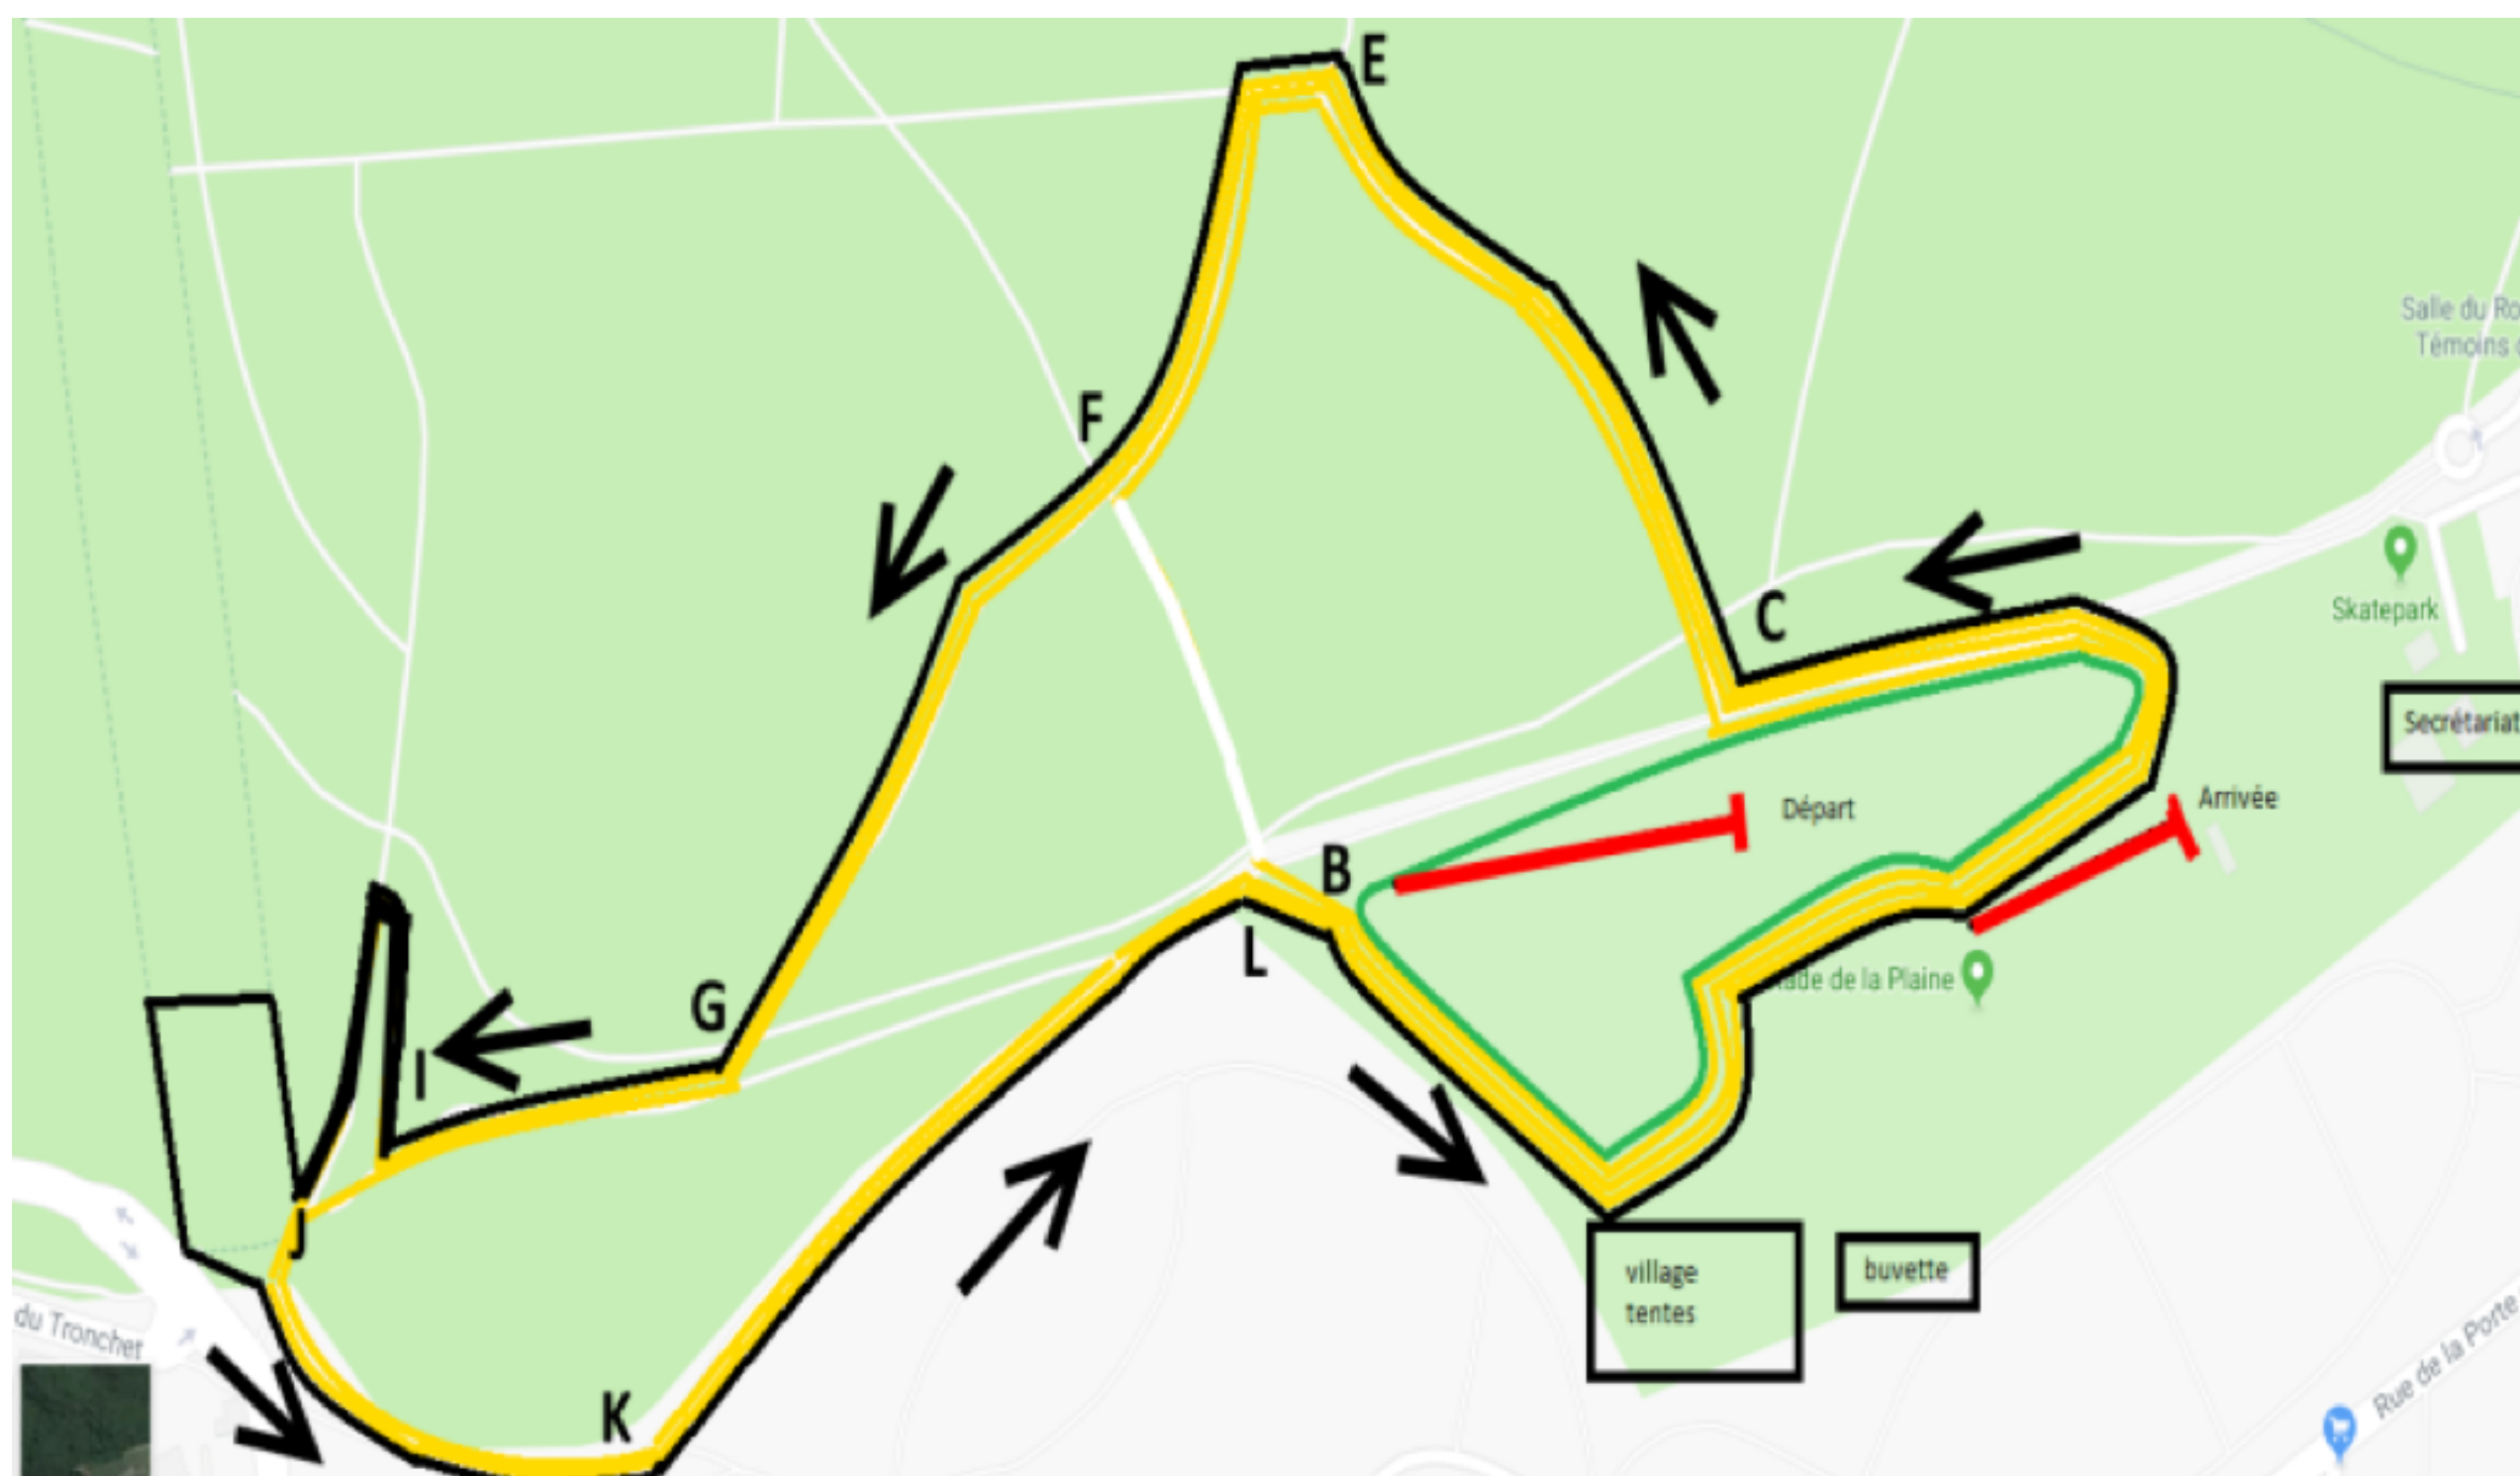 E
Salle du Ro
Témoins
F
C
Skatepark
Secrétariat
Départ
Arrivée
B
L
ade de la Plaine
G
I
J
village
tentes
buvette
du Tronchet
K
Rue de la Porte